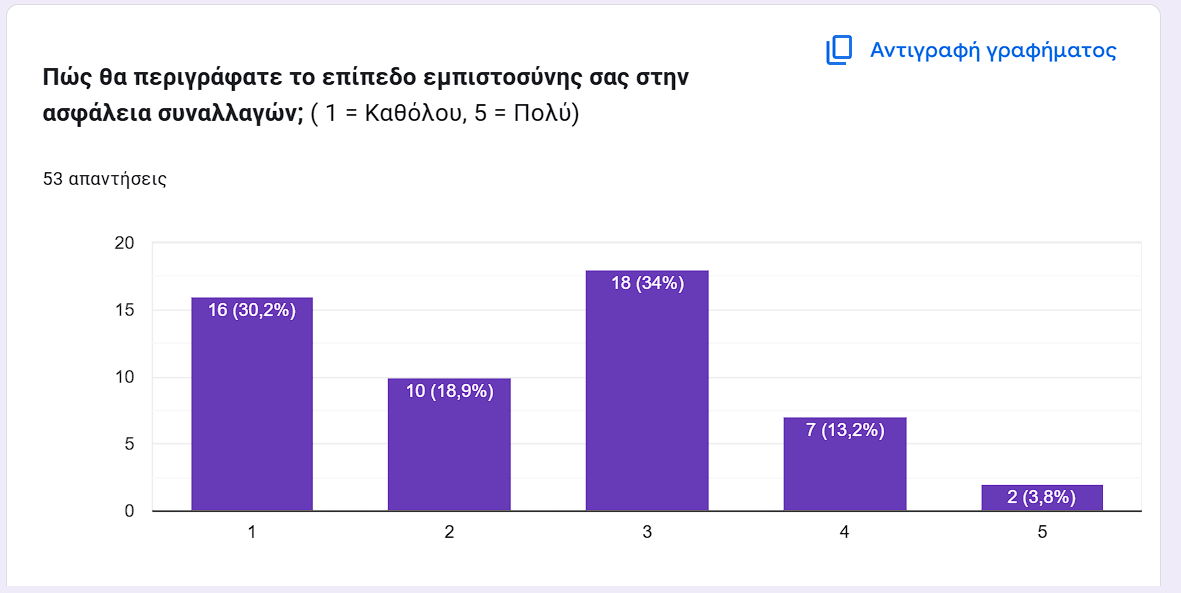 Αντιγραφή γραφήματος
Πώς θα περιγράφατε το επίπεδο εμπιστοσύνης σας στην
ασφάλεια συναλλαγών; ( 1 = Καθόλου, 5 = Πολύ)
53 απαντήσεις
20
15
10
5
0
16 (30,2%)
10 (18,9%)
18 (34%)
7 (13,2%)
2 (3,8%)
1 2 3 4 5